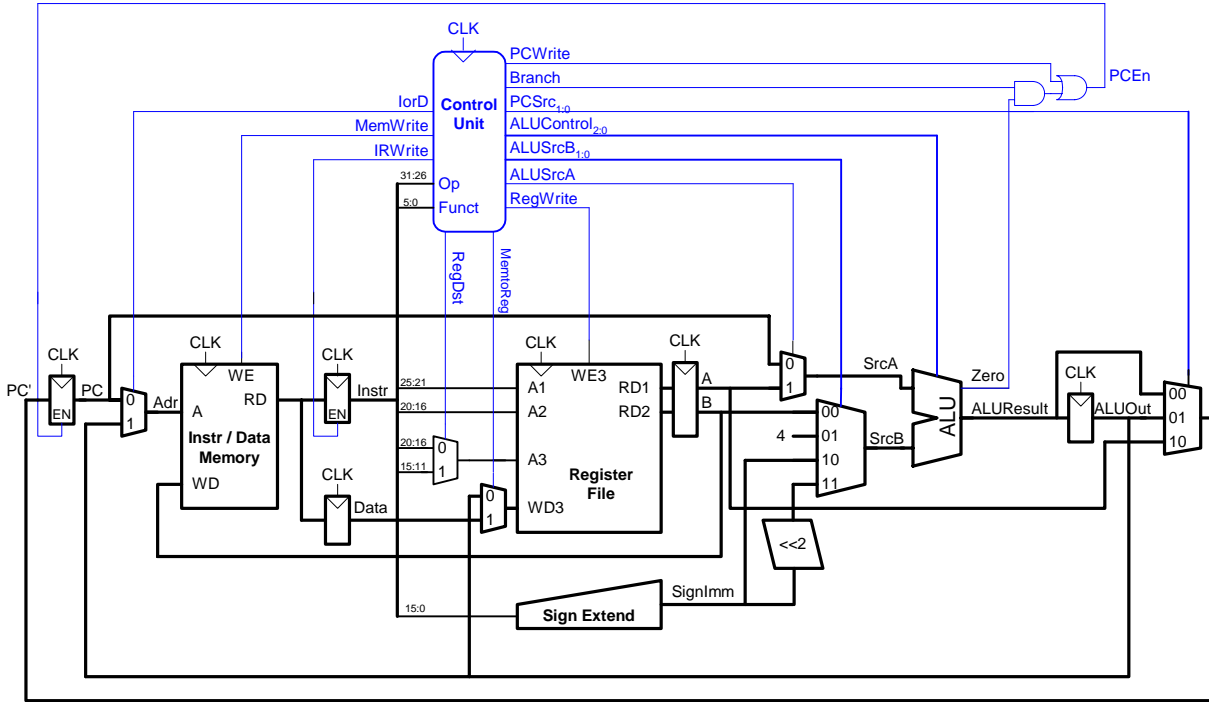 CLK
PCWrite
Branch
PCEn
IorD
Control
Unit
PCSrc1:0
MemWrite
ALUControl2:0
IRWrite
ALUSrcB1:0
31:26
Op
ALUSrcA
5:0
Funct
RegWrite
RegDst
MemtoReg
CLK
CLK
CLK
CLK
CLK
PC'
EN
PC
0
1
Adr
WE
A
RD
Instr / Data
Memory
WD
EN
Instr
25:21
20:16
20:16
15:11
0
1
A1
A2
A3
WD3
WE3
RD1
RD2
Register
File
A
B
0
1
SrcA
00
4
01
10
11
SrcB
ALU
Zero
ALUResult
CLK
ALUOut
00
01
10
CLK
Data
0
1
<<2
SignImm
15:0
Sign Extend